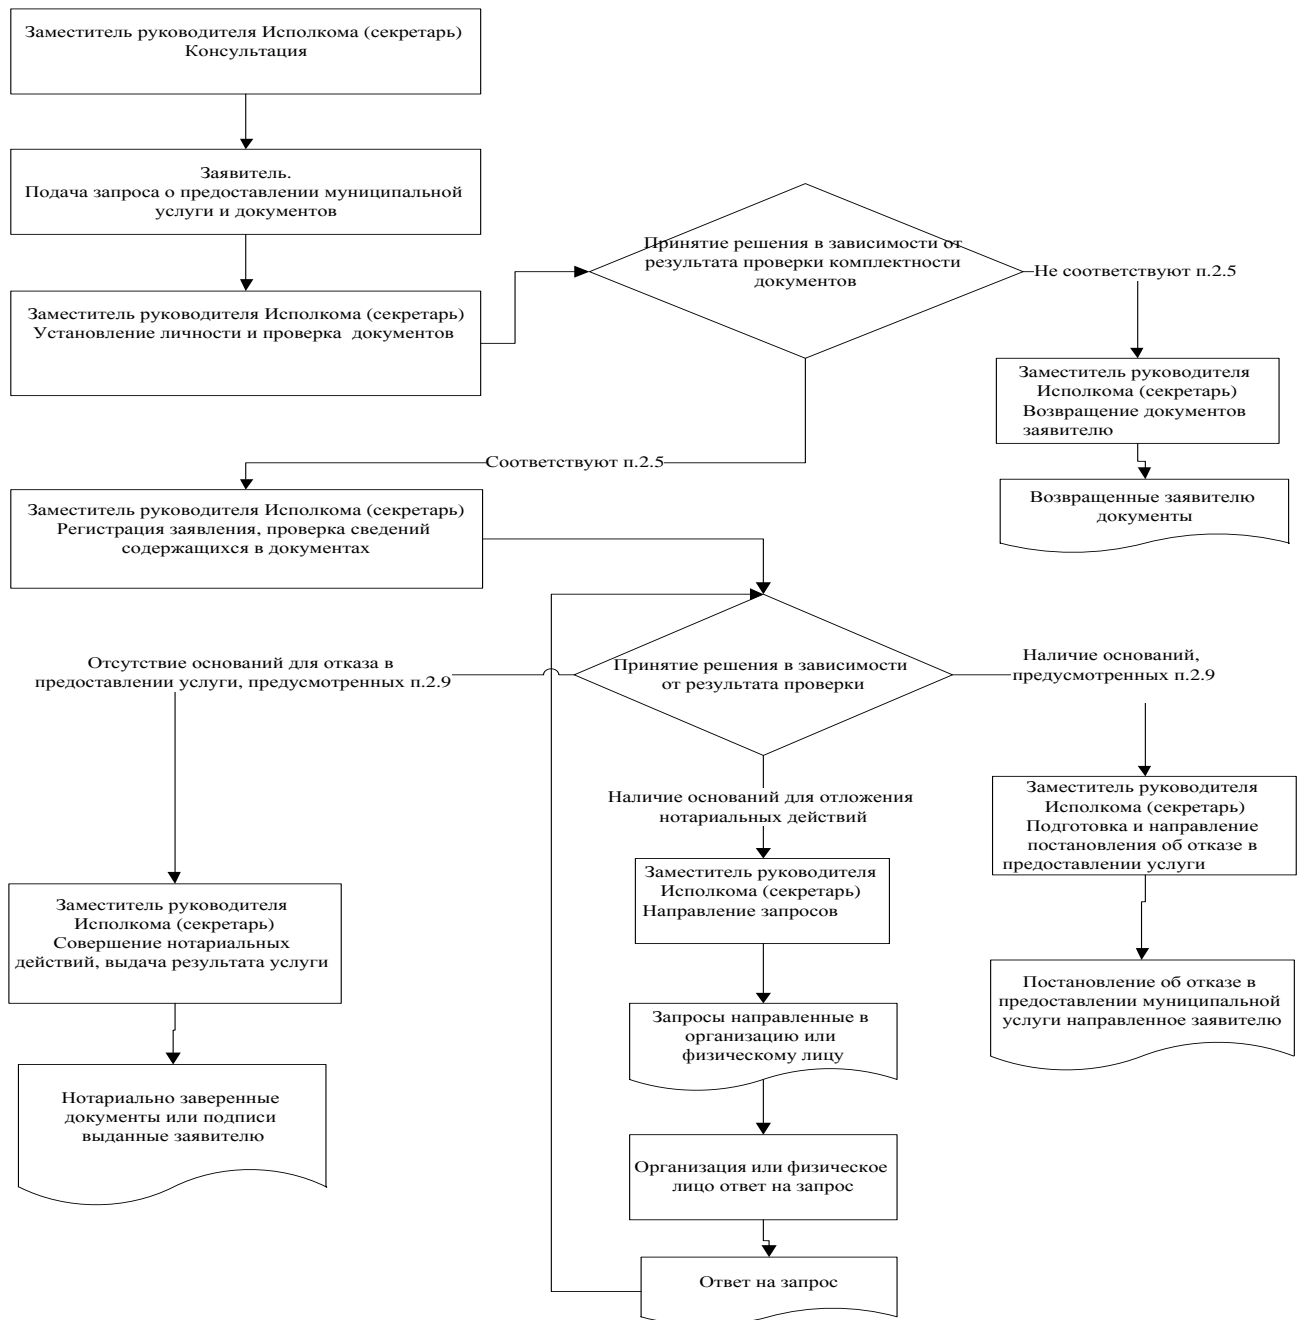 Заместитель руководителя Исполкома (секретарь)
Консультация
Заявитель.
Подача запроса о предоставлении муниципальной
услуги и документов
Принятие решения в зависимости от
результата проверки комплектности
документов
Не соответствуют п.2.5
Заместитель руководителя Исполкома (секретарь)
Установление личности и проверка документов
Заместитель руководителя
Исполкома (секретарь)
Возвращение документов
заявителю
Соответствуют п.2.5
Возвращенные заявителю
документы
Заместитель руководителя Исполкома (секретарь)
Регистрация заявления, проверка сведений
содержащихся в документах
Отсутствие оснований для отказа в
предоставлении услуги, предусмотренных п.2.9
Принятие решения в зависимости
от результата проверки
Наличие оснований,
предусмотренных п.2.9
Наличие оснований для отложения
нотариальных действий
Заместитель руководителя
Исполкома (секретарь)
Подготовка и направление
постановления об отказе в
предоставлении услуги
Заместитель руководителя
Исполкома (секретарь)
Направление запросов
Заместитель руководителя
Исполкома (секретарь)
Совершение нотариальных
действий, выдача результата услуги
Постановление об отказе в
предоставлении муниципальной
услуги направленное заявителю
Запросы направленные в
организацию или
физическому лицу
Нотариально заверенные
документы или подписи
выданные заявителю
Организация или физическое
лицо ответ на запрос
Ответ на запрос